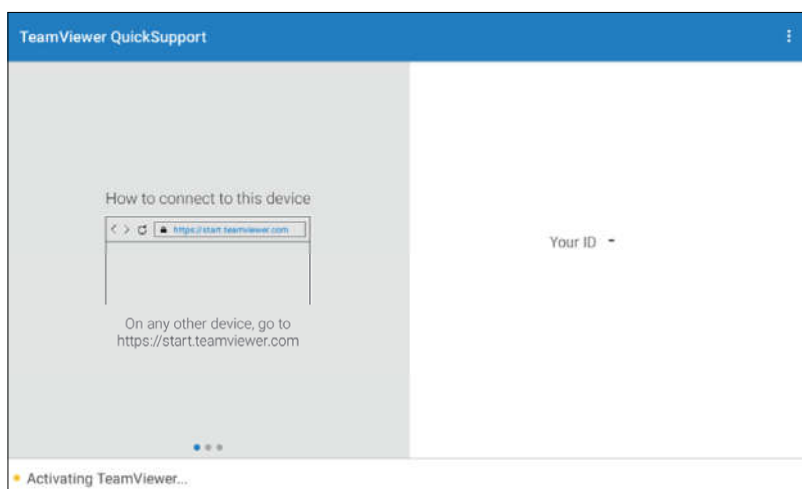 TeamViewer QuickSupport
How to connect to this device
https://start.teamviewer.com
On any other device, go to
https://start.teamviewer.com
Your ID -
Activating TeamViewer...